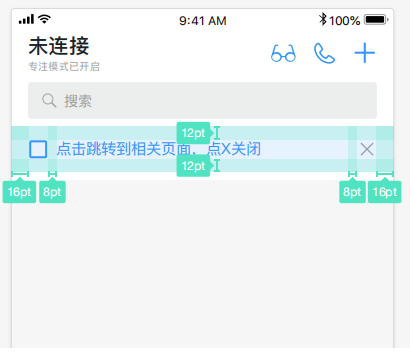 9:41 AM
100%
未连接
专注模式已开启
搜索
12pt
点击跳转到相关页面，点X关闭
12pt
16pt
8pt
8pt
16pt